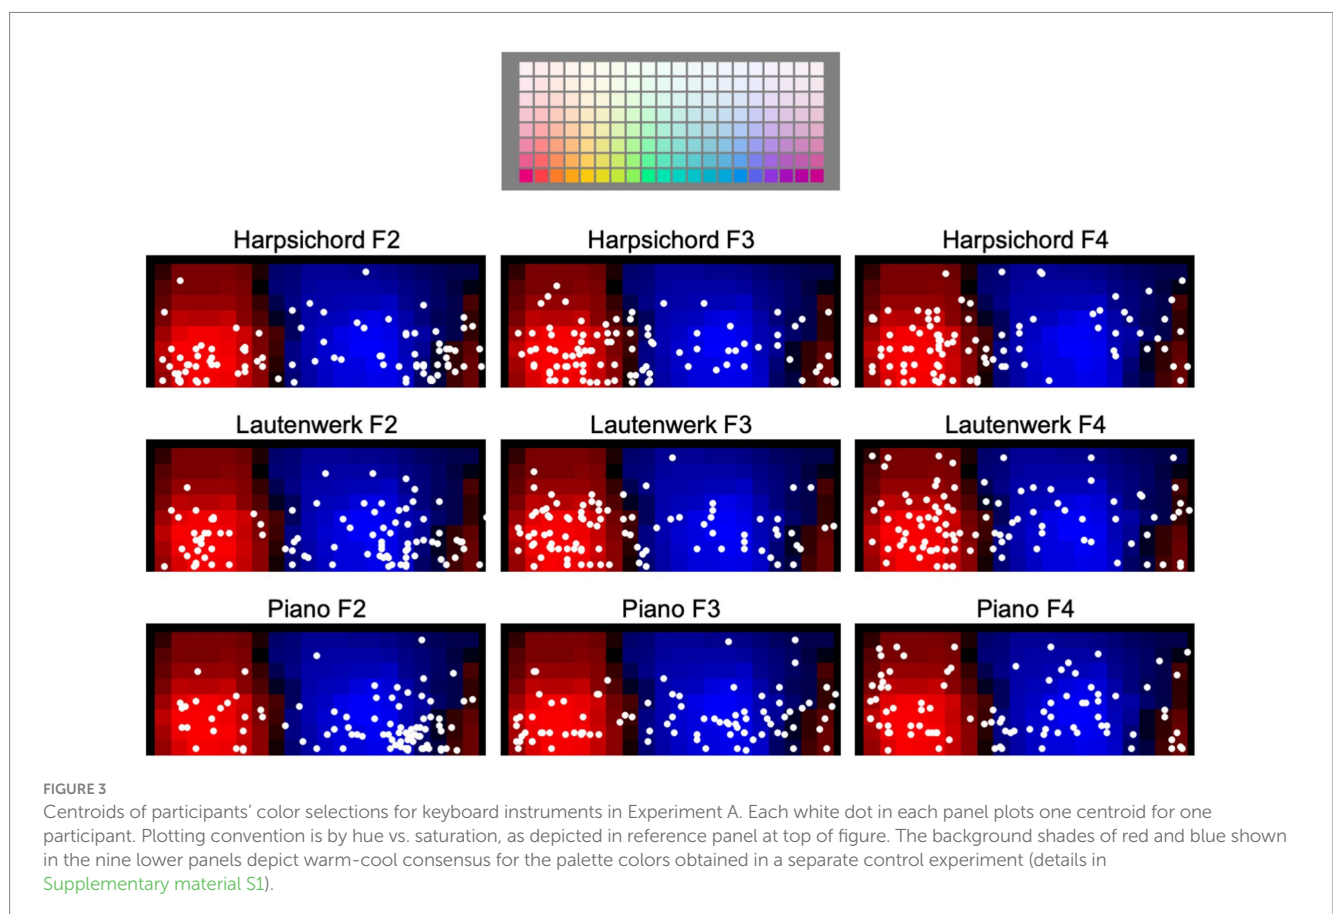 Harpsichord F2
Harpsichord F3
Harpsichord F4
Lautenwerk F2
Lautenwerk F3
Lautenwerk F4
Piano F2
Piano F3
Piano F4
FIGURE 3
Centroids of participants’ color selections for keyboard instruments in Experiment A. Each white dot in each panel plots one centroid for one
participant. Plotting convention is by hue vs. saturation, as depicted in reference panel at top of figure. The background shades of red and blue shown
in the nine lower panels depict warm-cool consensus for the palette colors obtained in a separate control experiment (details in
Supplementary material S1).